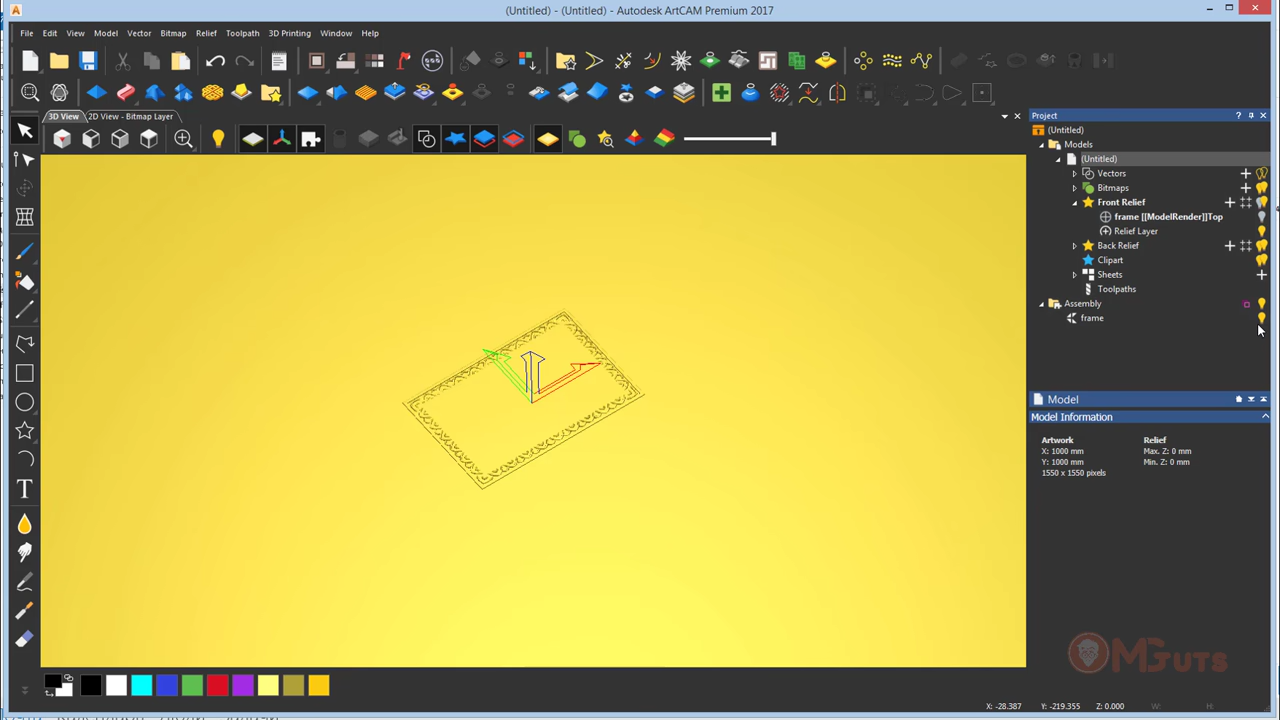 (Untitled) - (Untitled) - Autodesk ArtCAM Premium 2017
File Edit View Model Vector Bitmap Relief Toolpath 3D Printing Window Help
3D View 2D View - Bitmap Layer
Project
(Untitled)
Models
(Untitled)
Vectors
Bitmaps
Front Relief
frame [[ModelRender]]Top
Relief Layer
Back Relief
Clipart
Sheets
Toolpaths
Assembly
frame
Model
Model Information
Artwork Relief
X: 1000 mm Max. Z: 0 mm
Y: 1000 mm Min. Z: 0 mm
1550 x 1550 pixels
OMGUTS
X: -28.387 Y: -219.355 Z: 0.000 W: H: